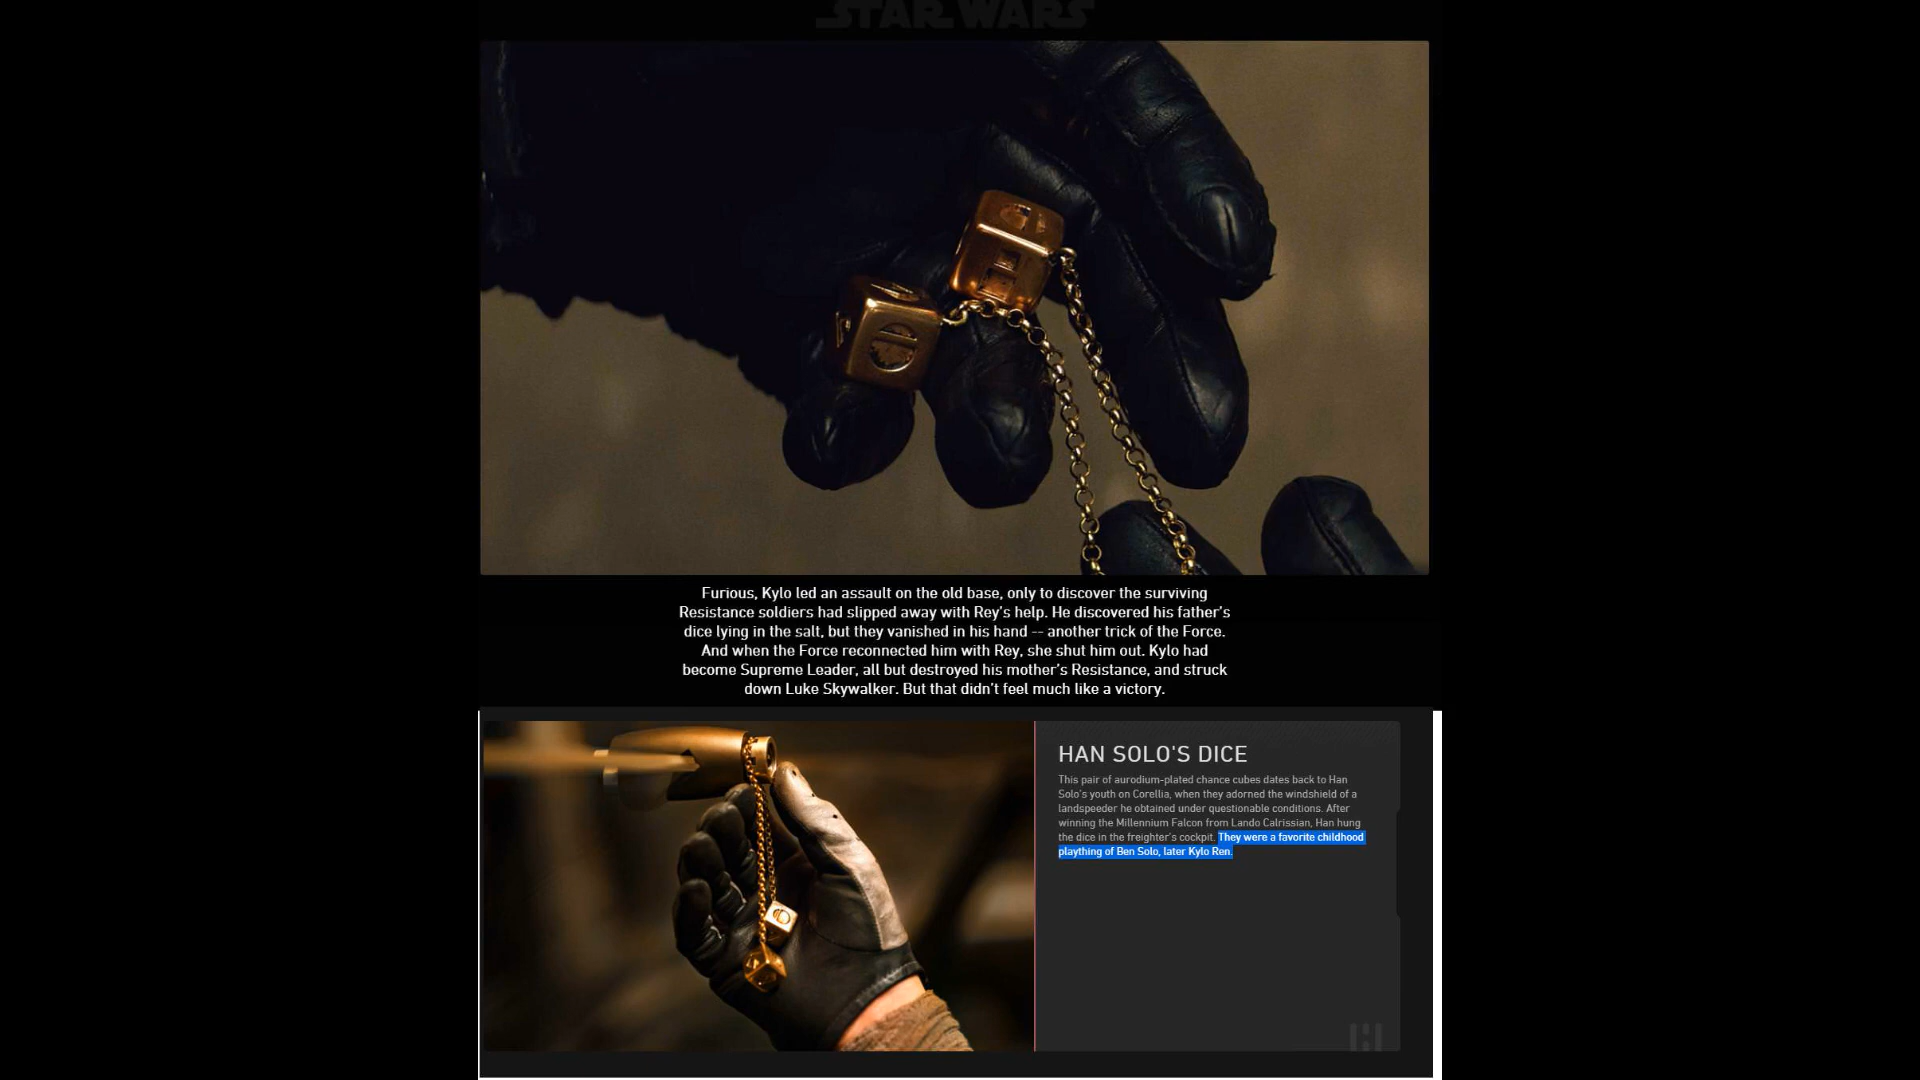 STAR WARS
Furious, Kylo led an assault on the old base, only to discover the surviving
Resistance soldiers had slipped away with Rey's help. He discovered his father's
dice lying in the salt, but they vanished in his hand -- another trick of the Force.
And when the Force reconnected him with Rey, she shut him out. Kylo had
become Supreme Leader, all but destroyed his mother's Resistance, and struck
down Luke Skywalker. But that didn't feel much like a victory.
HAN SOLO'S DICE
This pair of aurodium-plated chance cubes dates back to Han
Solo's youth on Corellia, when they adorned the windshield of a
landspeeder he obtained under questionable conditions. After
winning the Millennium Falcon from Lando Calrissian, Han hung
the dice in the freighter's cockpit. They were a favorite childhood
plaything of Ben Solo, later Kylo Ren.